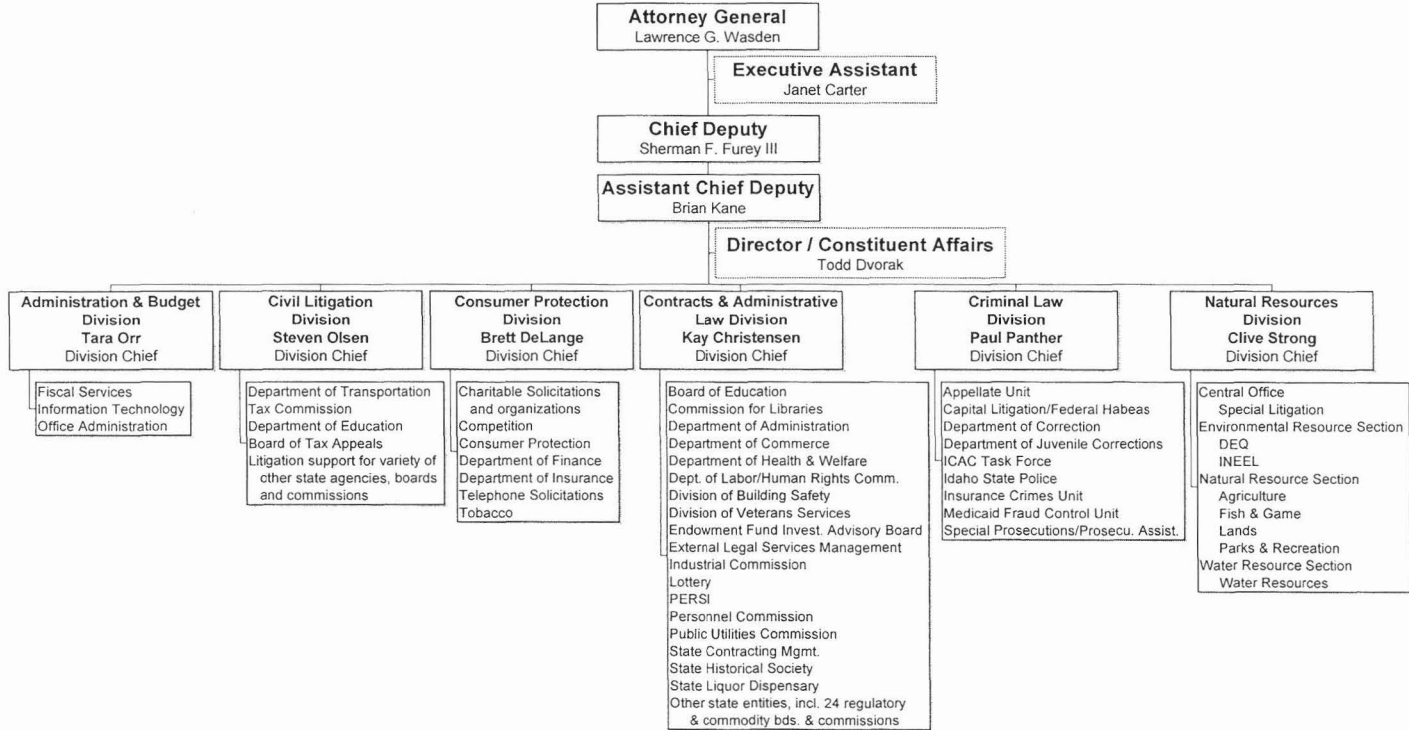 Attorney General
Lawrence G. Wasden
Executive Assistant
Janet Carter
Chief Deputy
Sherman F. Furey III
Assistant Chief Deputy
Brian Kane
Director / Constituent Affairs
Todd Dvorak
Administration & Budget
Division
Tara Orr
Division Chief
Fiscal Services
Information Technology
Office Administration
Civil Litigation
Division
Steven Olsen
Division Chief
Department of Transportation
Tax Commission
Department of Education
Board of Tax Appeals
Litigation support for variety of
other state agencies, boards
and commissions
Consumer Protection
Division
Brett DeLange
Division Chief
Charitable Solicitations
and organizations
Competition
Consumer Protection
Department of Finance
Department of Insurance
Telephone Solicitations
Tobacco
Contracts & Administrative
Law Division
Kay Christensen
Division Chief
Board of Education
Commission for Libraries
Department of Administration
Department of Commerce
Department of Health & Welfare
Dept. of Labor/Human Rights Comm.
Division of Building Safety
Division of Veterans Services
Endowment Fund Invest. Advisory Board
External Legal Services Management
Industrial Commission
Lottery
PERSI
Personnel Commission
Public Utilities Commission
State Contracting Mgmt.
State Historical Society
State Liquor Dispensary
Other state entities, incl. 24 regulatory
& commodity bds. & commissions
Criminal Law
Division
Paul Panther
Division Chief
Appellate Unit
Capital Litigation/Federal Habeas
Department of Correction
Department of Juvenile Corrections
ICAC Task Force
Idaho State Police
Insurance Crimes Unit
Medicaid Fraud Control Unit
Special Prosecutions/Prosecu. Assist.
Natural Resources
Division
Clive Strong
Division Chief
Central Office
Special Litigation
Environmental Resource Section
DEQ
INEEL
Natural Resource Section
Agriculture
Fish & Game
Lands
Parks & Recreation
Water Resource Section
Water Resources